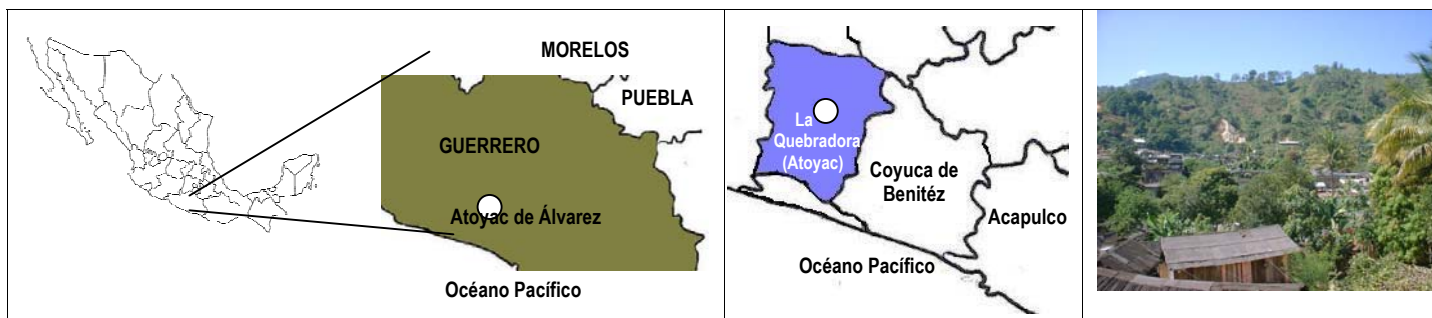 MORELOS
PUEBLA
GUERRERO
Atoyac de Álvarez
Océano Pacífico
La
Quebradora
(Atoyac)
Coyuca de
Benitéz
Acapulco
Océano Pacífico